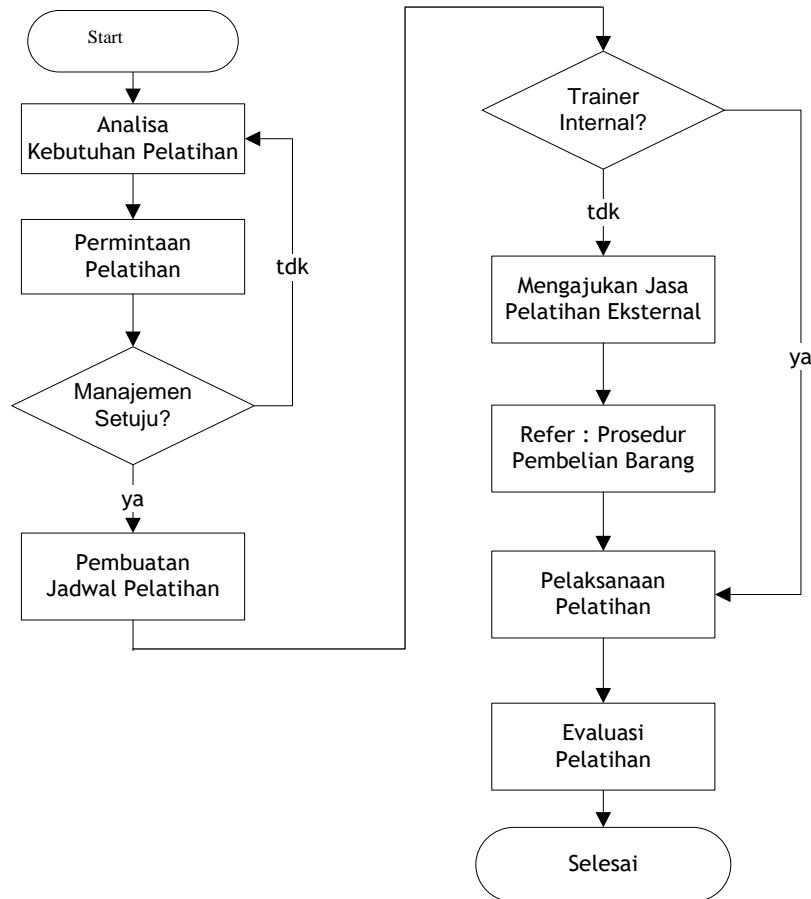 Start
Analisa
Kebutuhan Pelatihan
Permintaan
Pelatihan
tdk
Manajemen
Setuju?
ya
Pembuatan
Jadwal Pelatihan
Trainer
Internal?
tdk
Mengajukan Jasa
Pelatihan Eksternal
ya
Refer : Prosedur
Pembelian Barang
Pelaksanaan
Pelatihan
Evaluasi
Pelatihan
Selesai